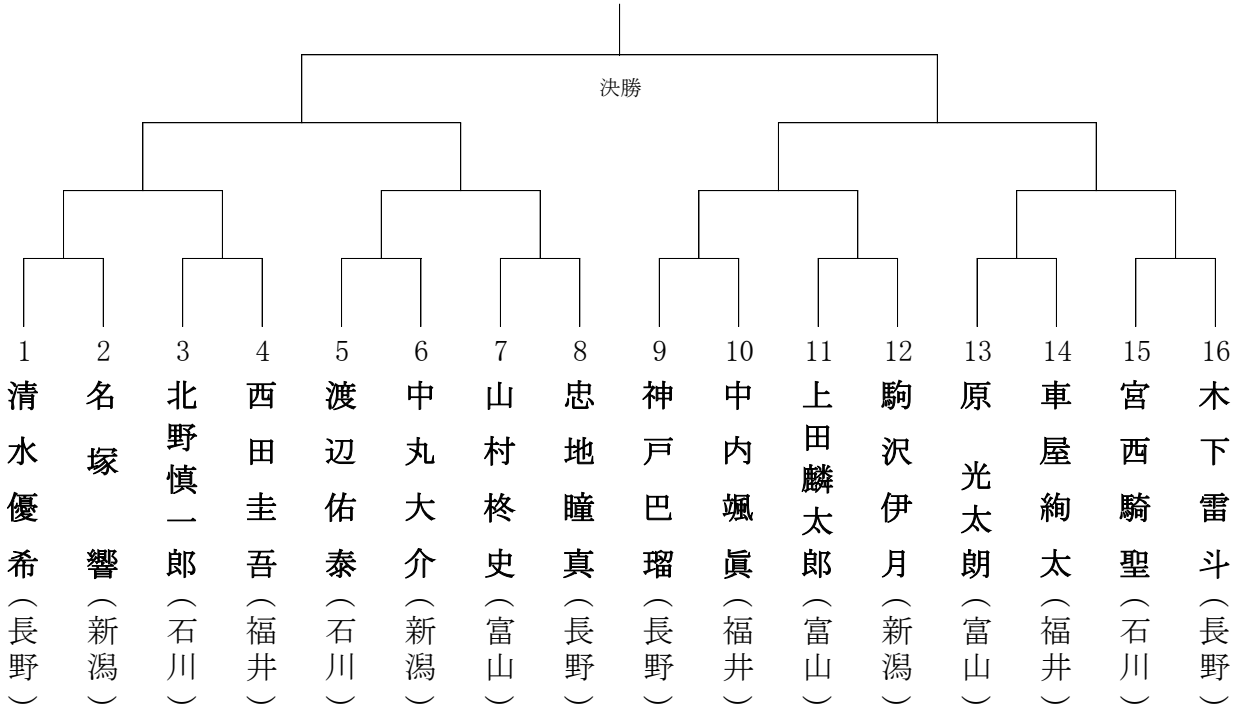 決勝
1 清水優希（長野）
2 名塚 響（新潟）
3 北野慎一郎（石川）
4 西田圭吾（福井）
5 渡辺佑泰（石川）
6 中丸大介（新潟）
7 山村柊史（富山）
8 忠地瞳真（長野）
9 神戸巴瑠（長野）
10 中内颯眞（福井）
11 上田麟太郎（富山）
12 駒沢伊月（新潟）
13 原 光太朗（富山）
14 車屋絢太（福井）
15 宮西騎聖（石川）
16 木下雷斗（長野）